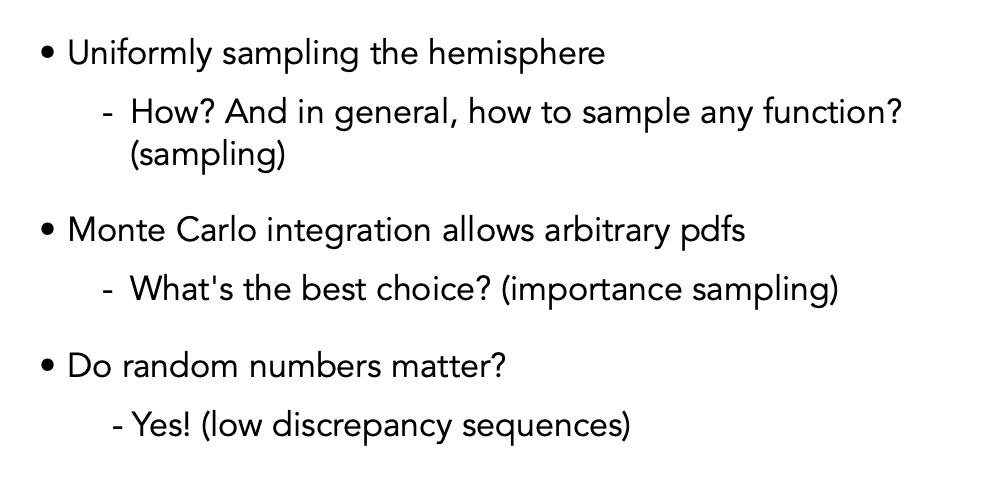 • Uniformly sampling the hemisphere
- How? And in general, how to sample any function?
(sampling)
• Monte Carlo integration allows arbitrary pdfs
- What's the best choice? (importance sampling)
• Do random numbers matter?
- Yes! (low discrepancy sequences)